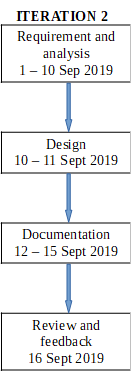 ITERATION 2
Requirement and
analysis
1 – 10 Sep 2019
Design
10 – 11 Sept 2019
Documentation
12 – 15 Sept 2019
Review and
feedback
16 Sept 2019